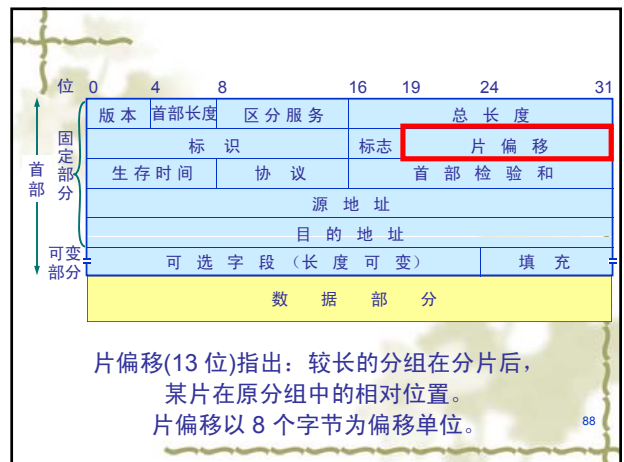 位 0 4 8 16 19 24 31
版 本 首部长度 区 分 服 务 总 长 度
标 识 标志 片 偏 移
生 存 时 间 协 议 首 部 检 验 和
源 地 址
目 的 地 址
可 选 字 段 （长 度 可 变） 填 充
数 据 部 分
首部
固定部分
可变
部分
片偏移(13 位)指出：较长的分组在分片后，
某片在原分组中的相对位置。
片偏移以 8 个字节为偏移单位。
88